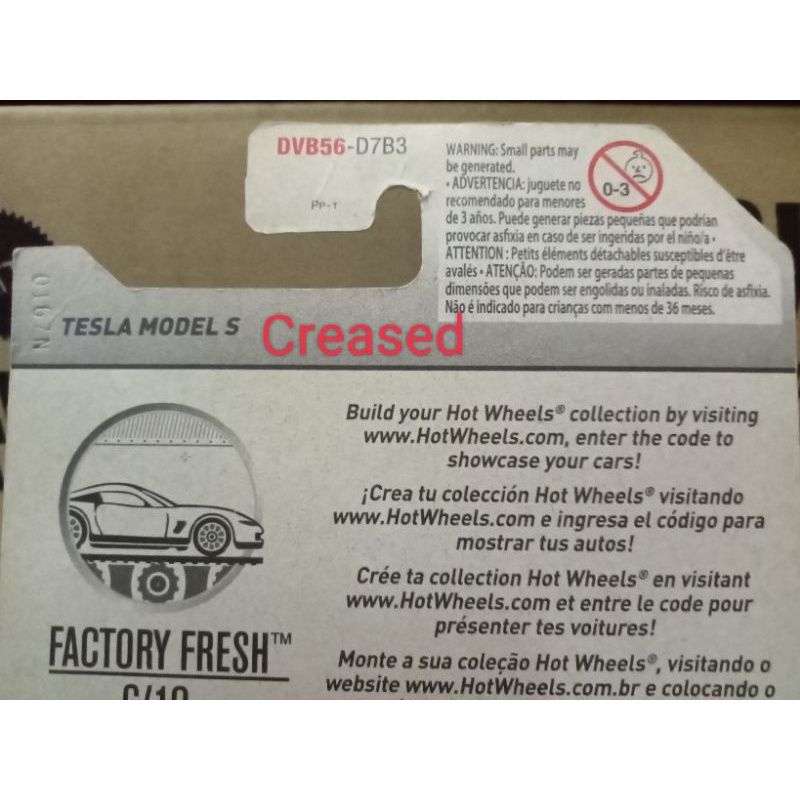 DVB56-D7B3
PP-1
WARNING: Small parts may
be generated.
• ADVERTENCIA: juguete no
recomendado para menores
de 3 años. Puede generar piezas pequeñas que podrían
provocar asfixia en caso de ser ingeridas por el niño/a •
ATTENTION : Petits éléments détachables susceptibles d'être
avalés • ATENÇÃO: Podem ser geradas partes de pequenas
dimensões que podem ser engolidas ou inaladas. Risco de asfixia.
Não é indicado para crianças com menos de 36 meses.
0-3
TESLA MODEL S
Creased
Build your Hot Wheels® collection by visiting
www.HotWheels.com, enter the code to
showcase your cars!
¡Crea tu colección Hot Wheels® visitando
www.HotWheels.com e ingresa el código para
mostrar tus autos!
Crée ta collection Hot Wheels® en visitant
www.HotWheels.com et entre le code pour
présenter tes voitures!
Monte a sua coleção Hot Wheels®, visitando o
website www.HotWheels.com.br e colocando o
FACTORY FRESH™